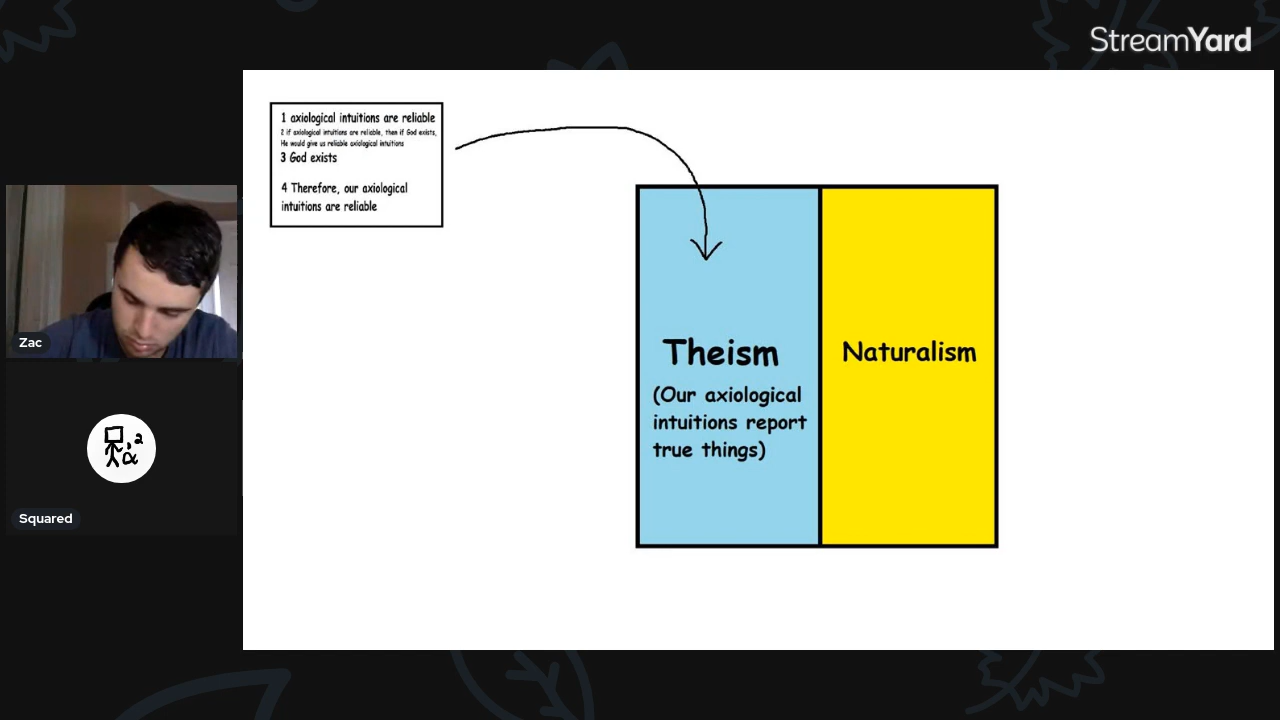 StreamYard
1 axiological intuitions are reliable
2 if axiological intuitions are reliable, then if God exists,
He would give us reliable axiological intuitions
3 God exists
4 Therefore, our axiological
intuitions are reliable
Theism
(Our axiological
intuitions report
true things)
Naturalism
Zac
Squared